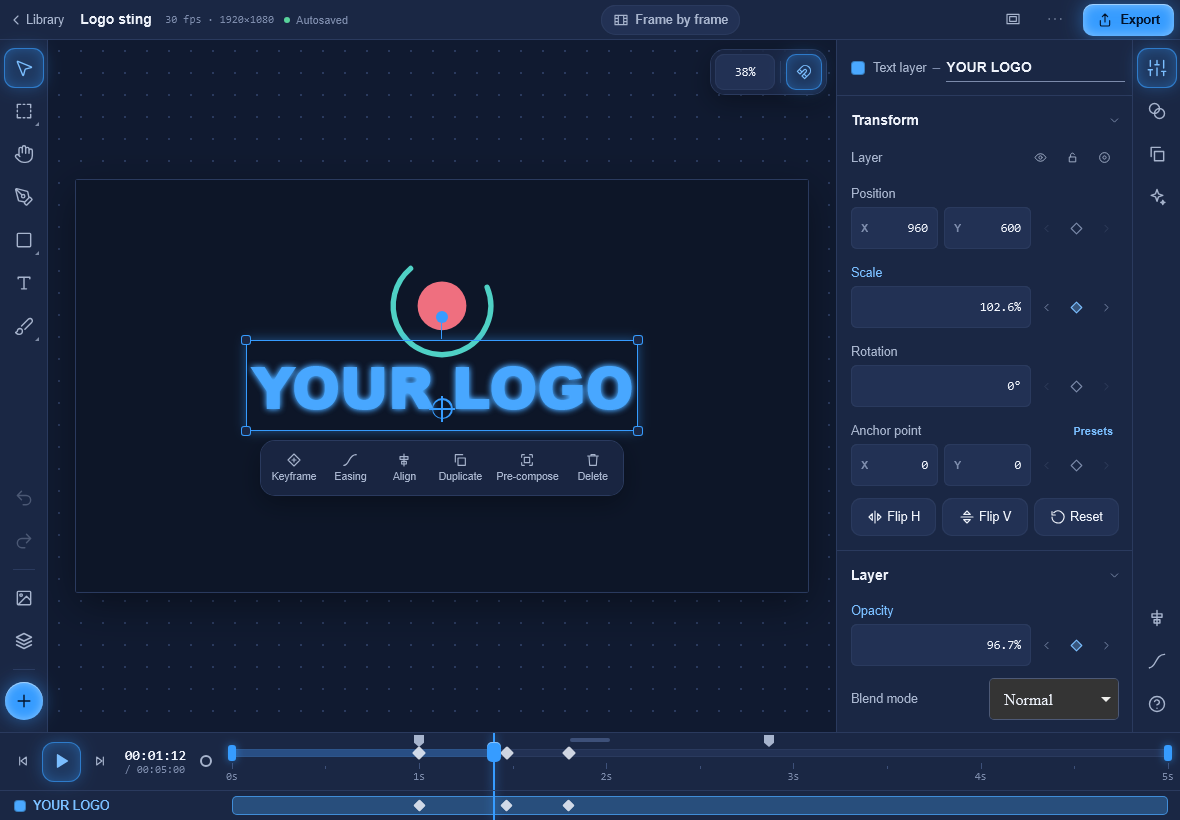 Library
Logo sting
30 fps · 1920×1080
Autosaved
Frame by frame
Export
38%
Text layer – YOUR LOGO
Transform
Layer
Position
X 960
Y 600
Scale
102.6%
Rotation
0°
Anchor point
Presets
X 0
Y 0
Flip H
Flip V
Reset
Layer
Opacity
96.7%
Blend mode
Normal
YOUR LOGO
Keyframe
Easing
Align
Duplicate
Pre-compose
Delete
00:01:12
/ 00:05:00
0s
1s
2s
3s
4s
5s
YOUR LOGO